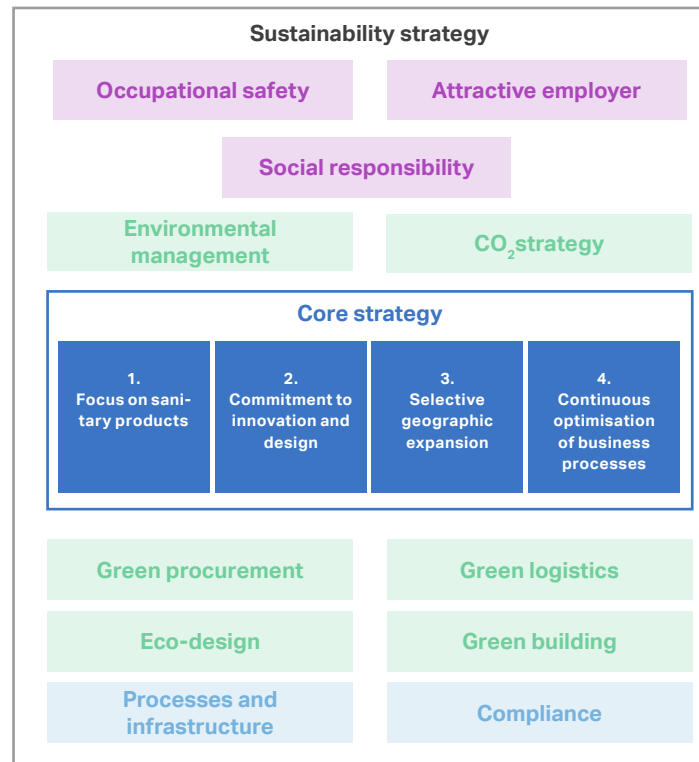 Sustainability strategy
Occupational safety
Attractive employer
Social responsibility
Environmental
management
CO₂strategy
Core strategy
1.
Focus on sani-
tary products
2.
Commitment to
innovation and
design
3.
Selective
geographic
expansion
4.
Continuous
optimisation
of business
processes
Green procurement
Green logistics
Eco-design
Green building
Processes and
infrastructure
Compliance